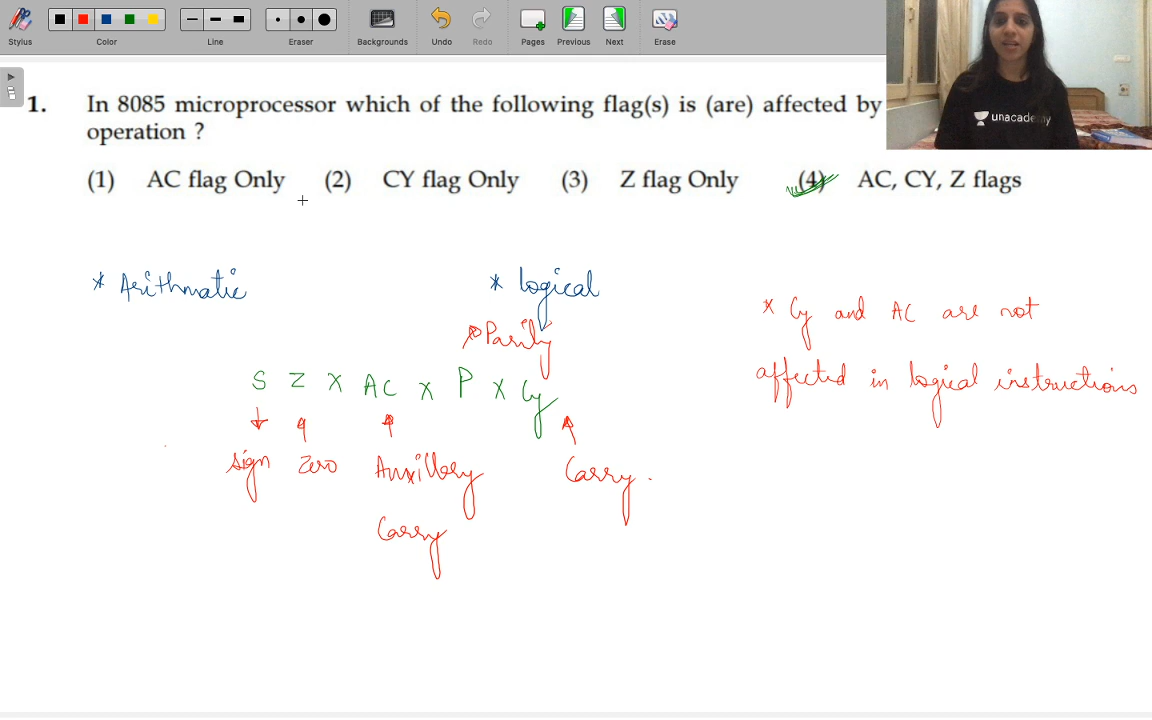 Stylus Color Line Eraser Backgrounds Undo Redo Pages Previous Next Erase
unacademy
1. In 8085 microprocessor which of the following flag(s) is (are) affected by
operation ?
(1) AC flag Only (2) CY flag Only (3) Z flag Only (4) AC, CY, Z flags
* Arithmatic * Logical
* Cy and AC are not
Parity
affected in logical instructions
S Z X AC X P X Cy
Sign Zero Auxillary Carry.
Carry